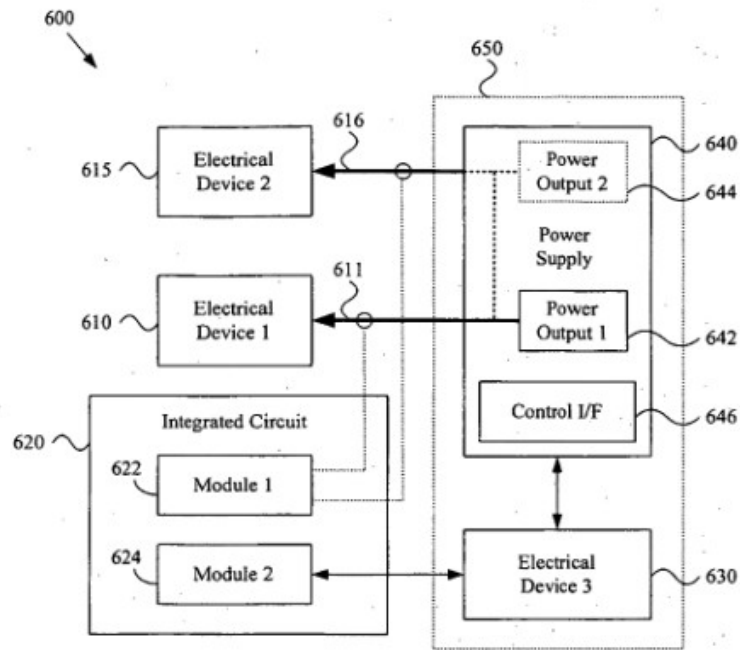 600
650
616
640
615
Electrical
Device 2
Power
Output 2
644
Power
Supply
611
610
Electrical
Device 1
Power
Output 1
642
620
Integrated Circuit
Control I/F
646
622
Module 1
624
Module 2
Electrical
Device 3
630